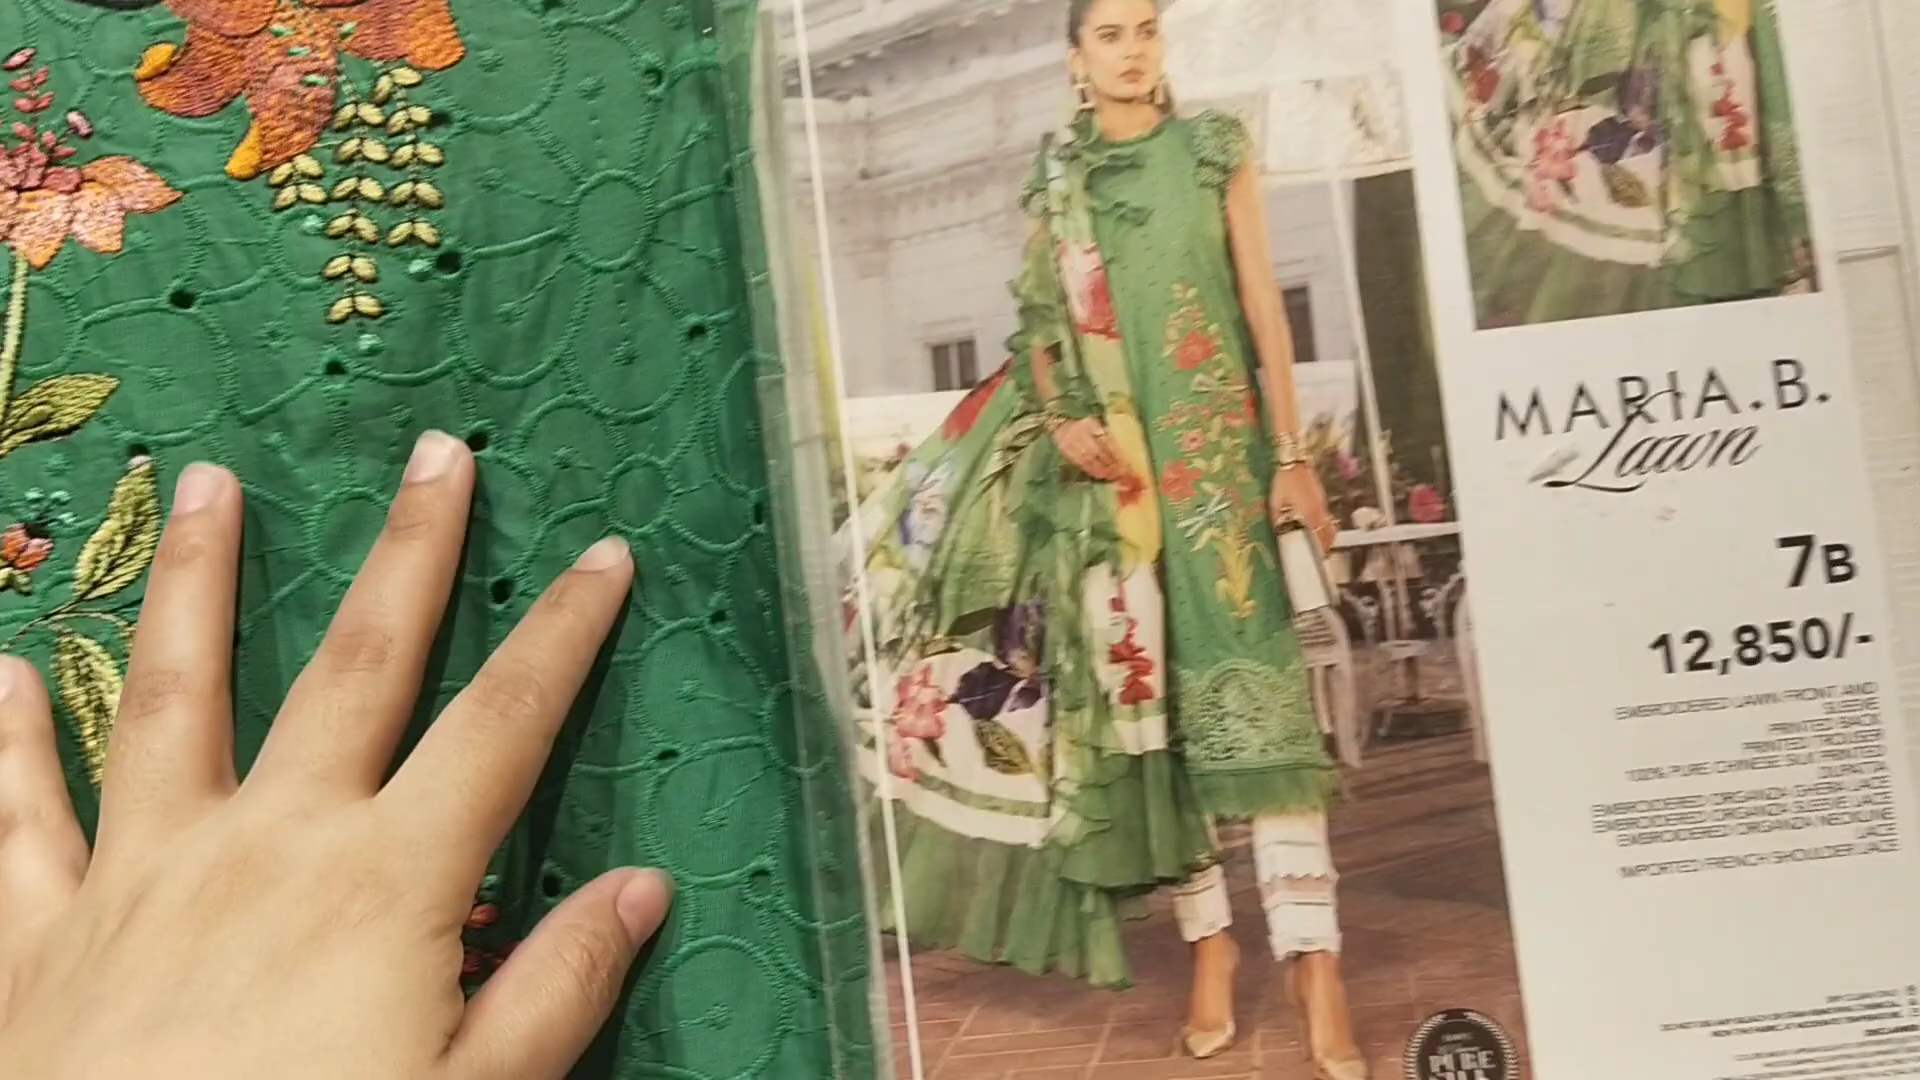 MARIA.B.
Lawn
7B
12,850/-
EMBROIDERED LAWN FRONT AND
SLEEVE
PRINTED BACK
PRINTED TROUSER
100% PURE CHINESE SILK PRINTED
DUPATTA
EMBROIDERED ORGANZA GHERA LACE
EMBROIDERED ORGANZA SLEEVE LACE
EMBROIDERED ORGANZA NECKLINE
LACE
IMPORTED FRENCH SHOULDER LACE
PURE